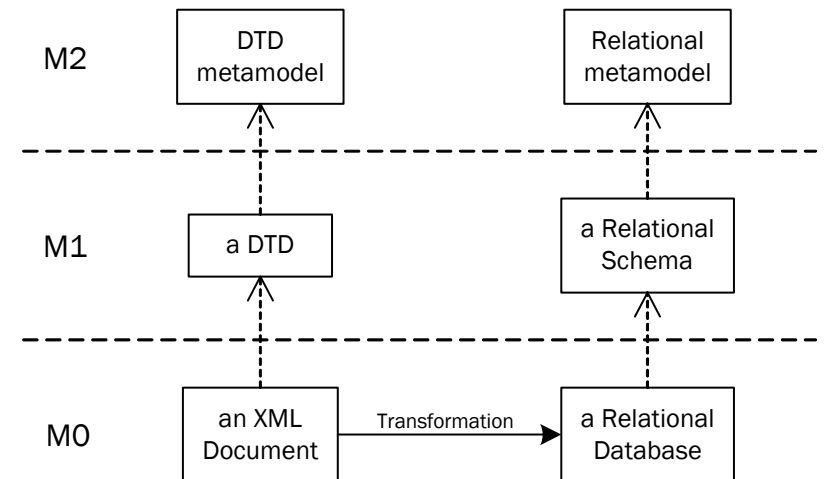 M2
DTD
metamodel
Relational
metamodel
M1
a DTD
a Relational
Schema
M0
an XML
Document
Transformation
a Relational
Database